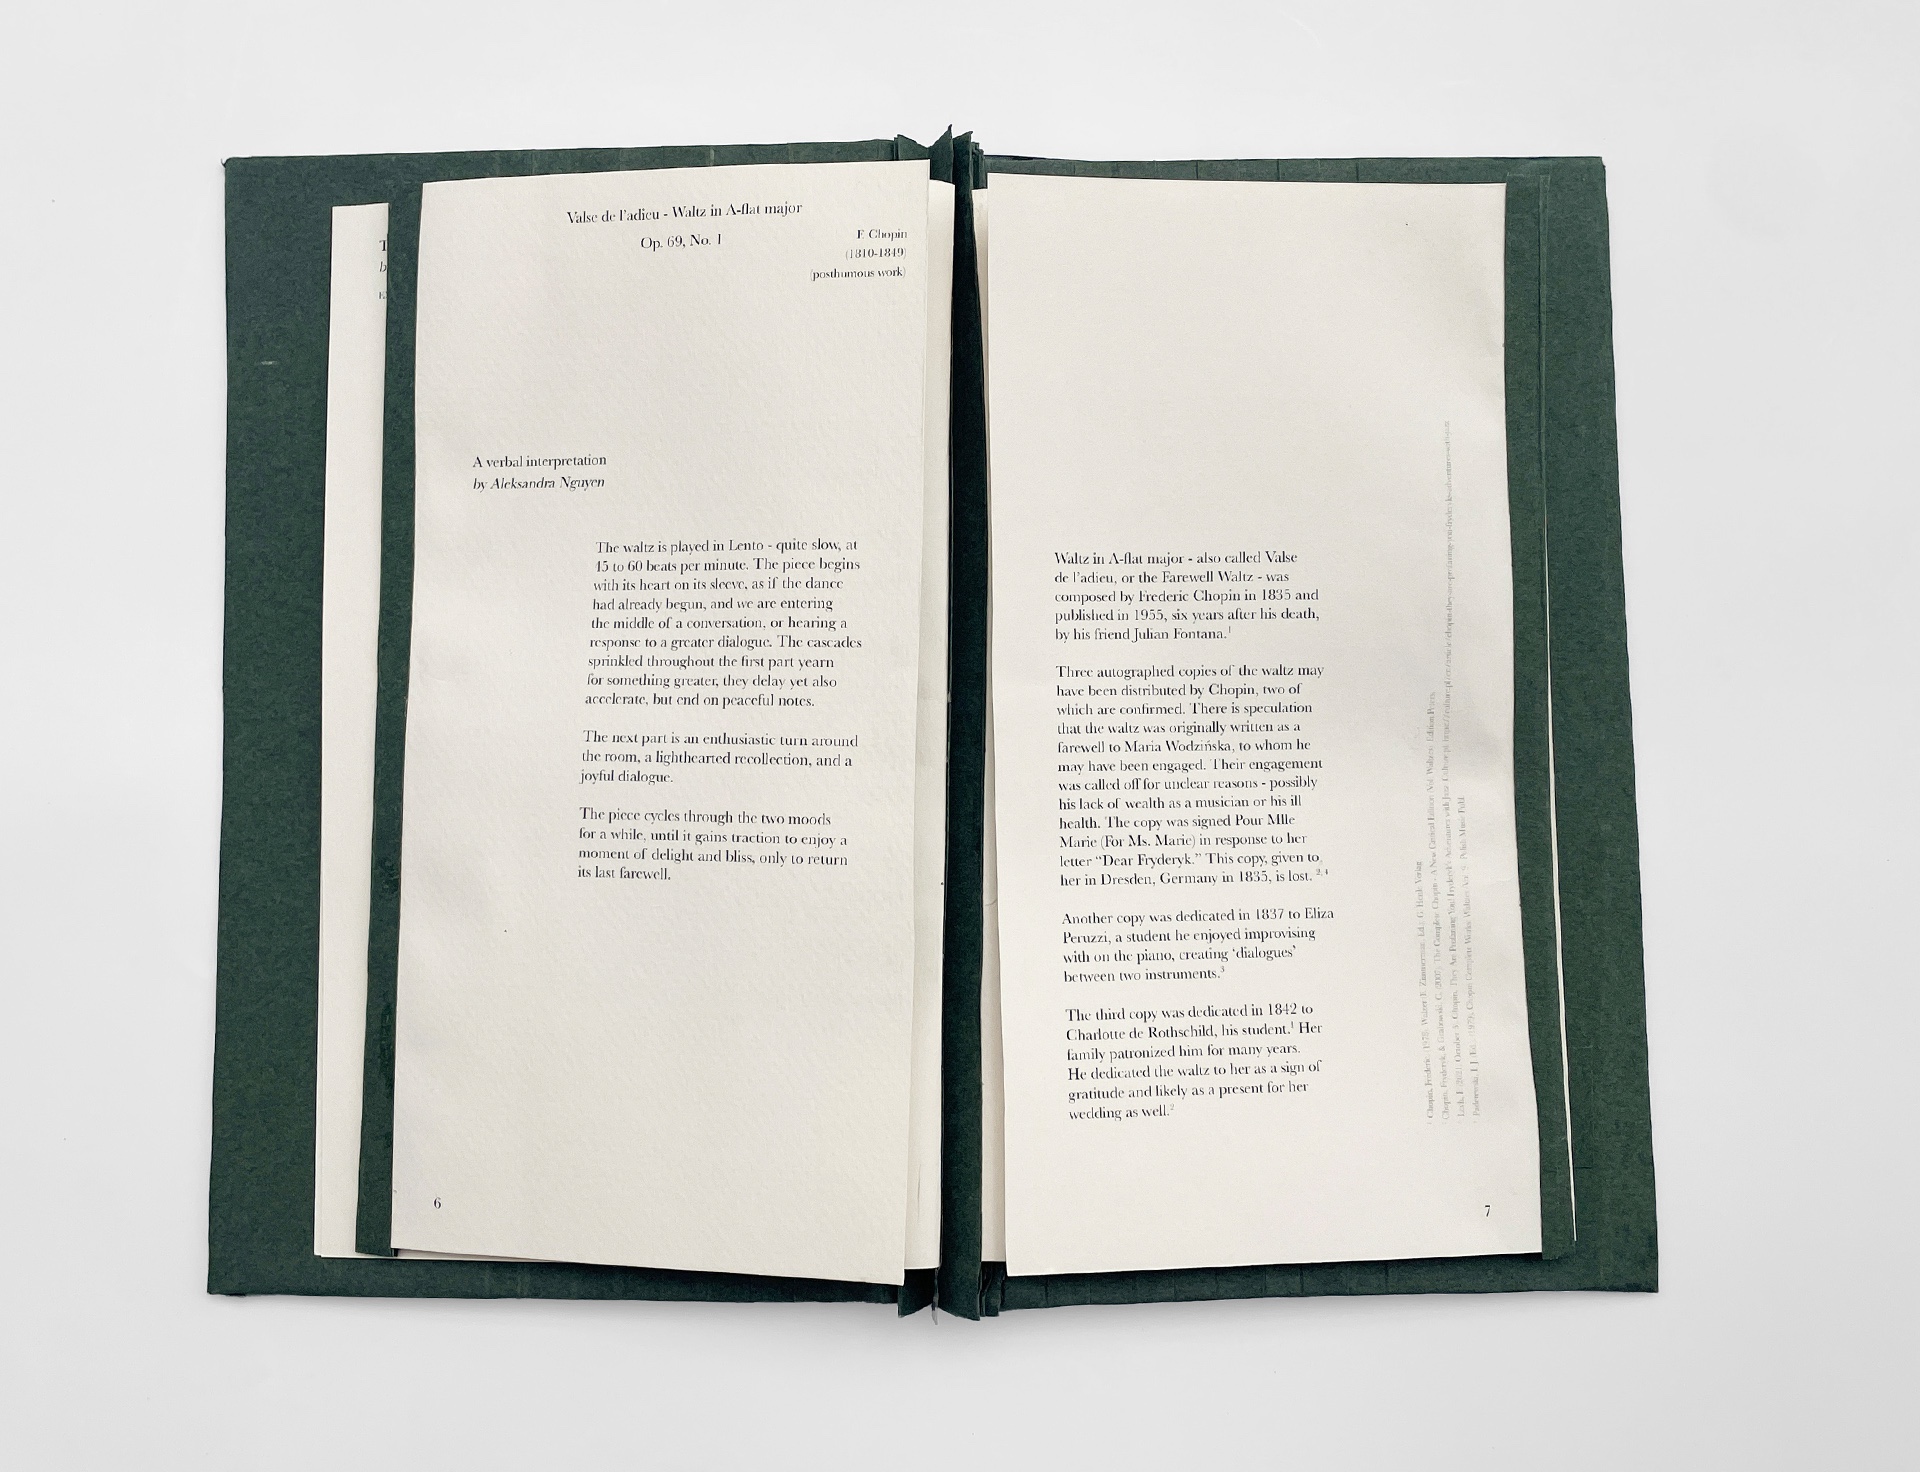 Valse de l'adieu - Waltz in A-flat major
Op. 69, No. 1
F. Chopin
(1810-1849)
(posthumous work)
A verbal interpretation
by Aleksandra Nguyen
The waltz is played in Lento - quite slow, at
45 to 60 beats per minute. The piece begins
with its heart on its sleeve, as if the dance
had already begun, and we are entering
the middle of a conversation, or hearing a
response to a greater dialogue. The cascades
sprinkled throughout the first part yearn
for something greater, they delay yet also
accelerate, but end on peaceful notes.
The next part is an enthusiastic turn around
the room, a lighthearted recollection, and a
joyful dialogue.
The piece cycles through the two moods
for a while, until it gains traction to enjoy a
moment of delight and bliss, only to return
its last farewell.
6
Waltz in A-flat major - also called Valse
de l'adieu, or the Farewell Waltz - was
composed by Frederic Chopin in 1835 and
published in 1955, six years after his death,
by his friend Julian Fontana.1
Three autographed copies of the waltz may
have been distributed by Chopin, two of
which are confirmed. There is speculation
that the waltz was originally written as a
farewell to Maria Wodzińska, to whom he
may have been engaged. Their engagement
was called off for unclear reasons - possibly
his lack of wealth as a musician or his ill
health. The copy was signed Pour Mlle
Marie (For Ms. Marie) in response to her
letter “Dear Fryderyk.” This copy, given to
her in Dresden, Germany in 1835, is lost. 2,4
Another copy was dedicated in 1837 to Eliza
Peruzzi, a student he enjoyed improvising
with on the piano, creating ‘dialogues’
between two instruments.3
The third copy was dedicated in 1842 to
Charlotte de Rothschild, his student.1 Her
family patronized him for many years.
He dedicated the waltz to her as a sign of
gratitude and likely as a present for her
wedding as well.2
7